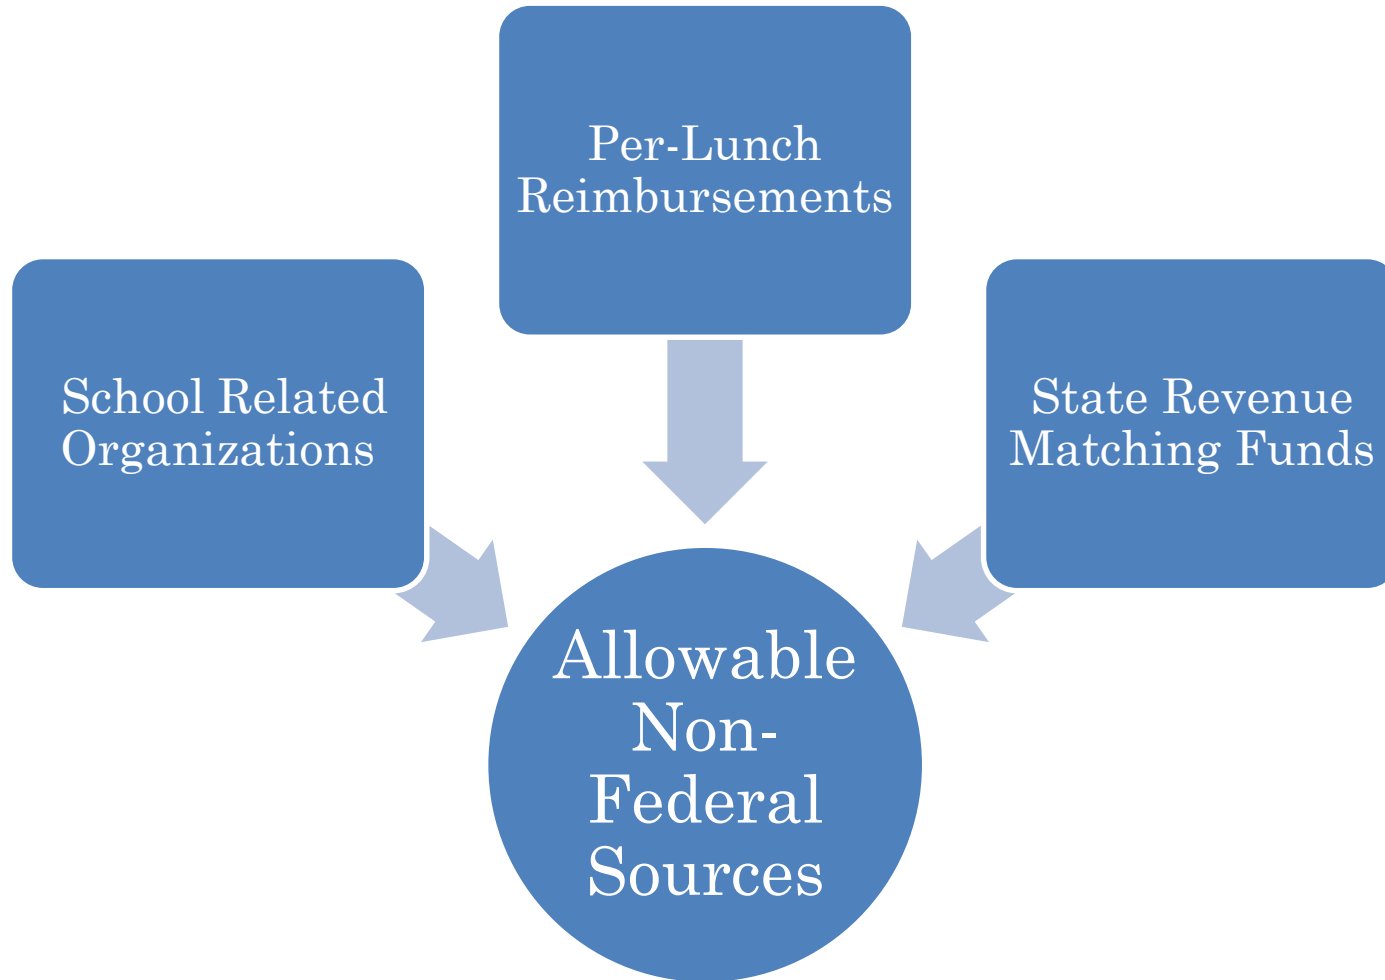 Per-Lunch
Reimbursements
School Related
Organizations
State Revenue
Matching Funds
Allowable
Non-
Federal
Sources